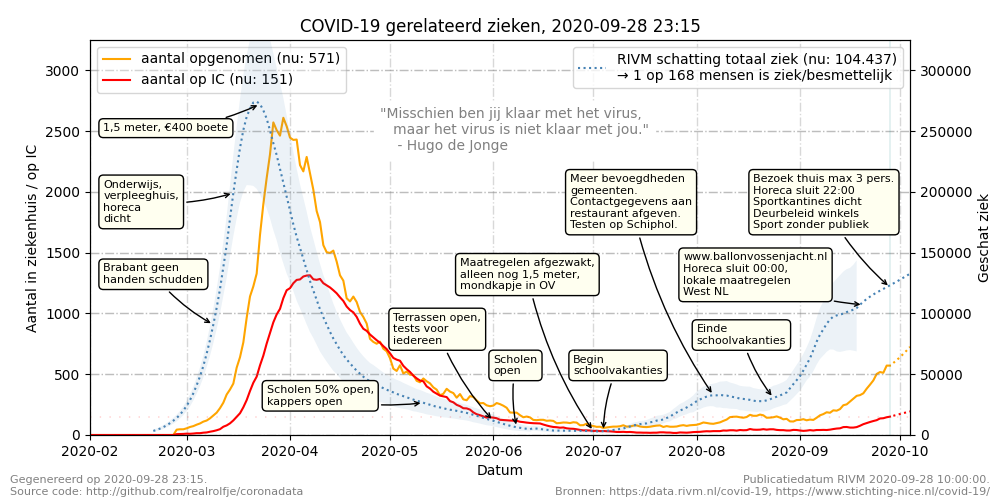 COVID-19 gerelateerd zieken, 2020-09-28 23:15
aantal opgenomen (nu: 571)
aantal op IC (nu: 151)
RIVM schatting totaal ziek (nu: 104.437)
→ 1 op 168 mensen is ziek/besmettelijk
"Misschien ben jij klaar met het virus,
maar het virus is niet klaar met jou."
- Hugo de Jonge
1,5 meter, €400 boete
Onderwijs,
verpleeghuis,
horeca
dicht
Brabant geen
handen schudden
Scholen 50% open,
kappers open
Terrassen open,
tests voor
iedereen
Maatregelen afgezwakt,
alleen nog 1,5 meter,
mondkapje in OV
Scholen
open
Begin
schoolvakanties
Meer bevoegdheden
gemeenten.
Contactgegevens aan
restaurant afgeven.
Testen op Schiphol.
Einde
schoolvakanties
www.ballonvossenjacht.nl
Horeca sluit 00:00,
lokale maatregelen
West NL
Bezoek thuis max 3 pers.
Horeca sluit 22:00
Sportkantines dicht
Deurbeleid winkels
Sport zonder publiek
Aantal in ziekenhuis / op IC
3000
2500
2000
1500
1000
500
0
Geschat ziek
300000
250000
200000
150000
100000
50000
0
2020-02
2020-03
2020-04
2020-05
2020-06
2020-07
2020-08
2020-09
2020-10
Datum
Gegenereerd op 2020-09-28 23:15.
Source code: http://github.com/realrolfje/coronadata
Publicatiedatum RIVM 2020-09-28 10:00:00.
Bronnen: https://data.rivm.nl/covid-19, https://www.stichting-nice.nl/covid-19/